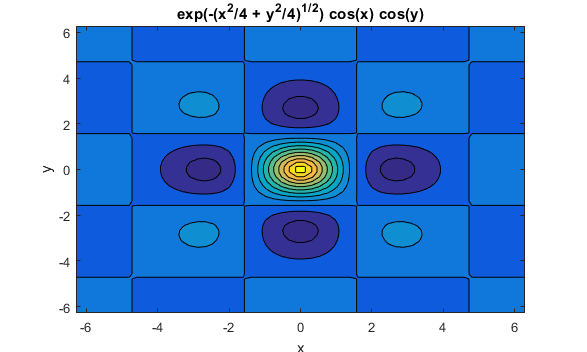 exp(-(x²/4 + y²/4)^1/2) cos(x) cos(y)
6
4
2
0
-2
-4
-6
y
-6 -4 -2 0 2 4 6
x